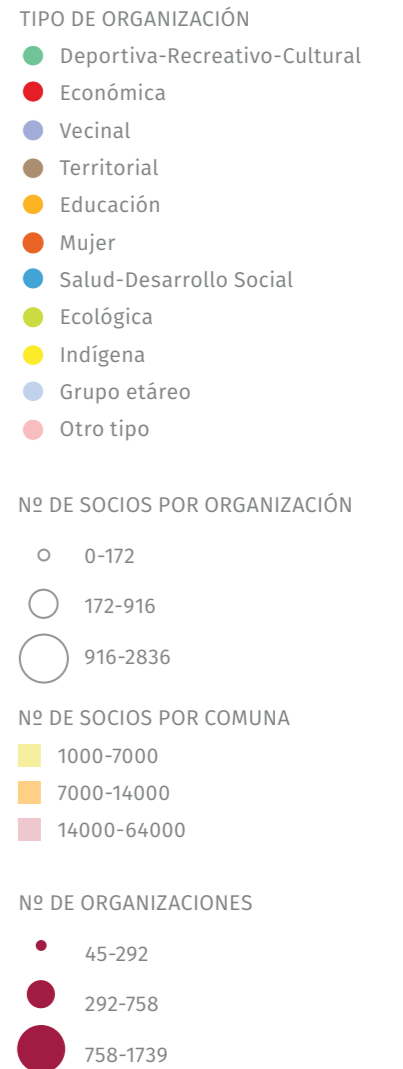 TIPO DE ORGANIZACIÓN
Deportiva-Recreativo-Cultural
Económica
Vecinal
Territorial
Educación
Mujer
Salud-Desarrollo Social
Ecológica
Indígena
Grupo etáreo
Otro tipo
Nº DE SOCIOS POR ORGANIZACIÓN
0-172
172-916
916-2836
Nº DE SOCIOS POR COMUNA
1000-7000
7000-14000
14000-64000
Nº DE ORGANIZACIONES
45-292
292-758
758-1739